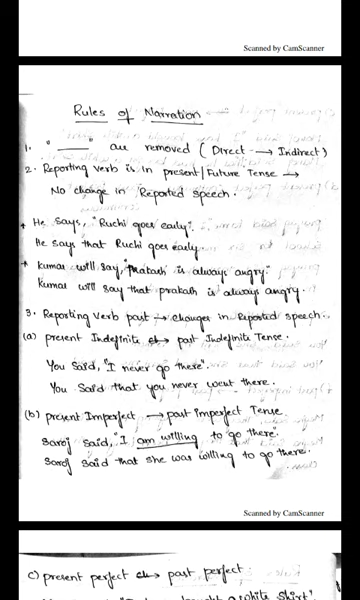 Scanned by CamScanner
Rules of Narration
1. "———" are removed (Direct → Indirect)
2. Reporting verb is in present/Future Tense →
No change in Reported speech.
* He says, "Ruchi goes early".
He says that Ruchi goes early
* Kumar will say, "Prakash is always angry."
Kumar will say that prakash is always angry.
3. Reporting verb past → changes in Reported speech.
(a) present Indefinite → past Indefinite Tense.
You said, "I never go there".
You said that you never went there.
(b) present Imperfect → past Imperfect Tense.
Saroj said, "I am willing to go there".
Saroj said that she was willing to go there.
Scanned by CamScanner
c) present perfect → past perfect.
white shirt".